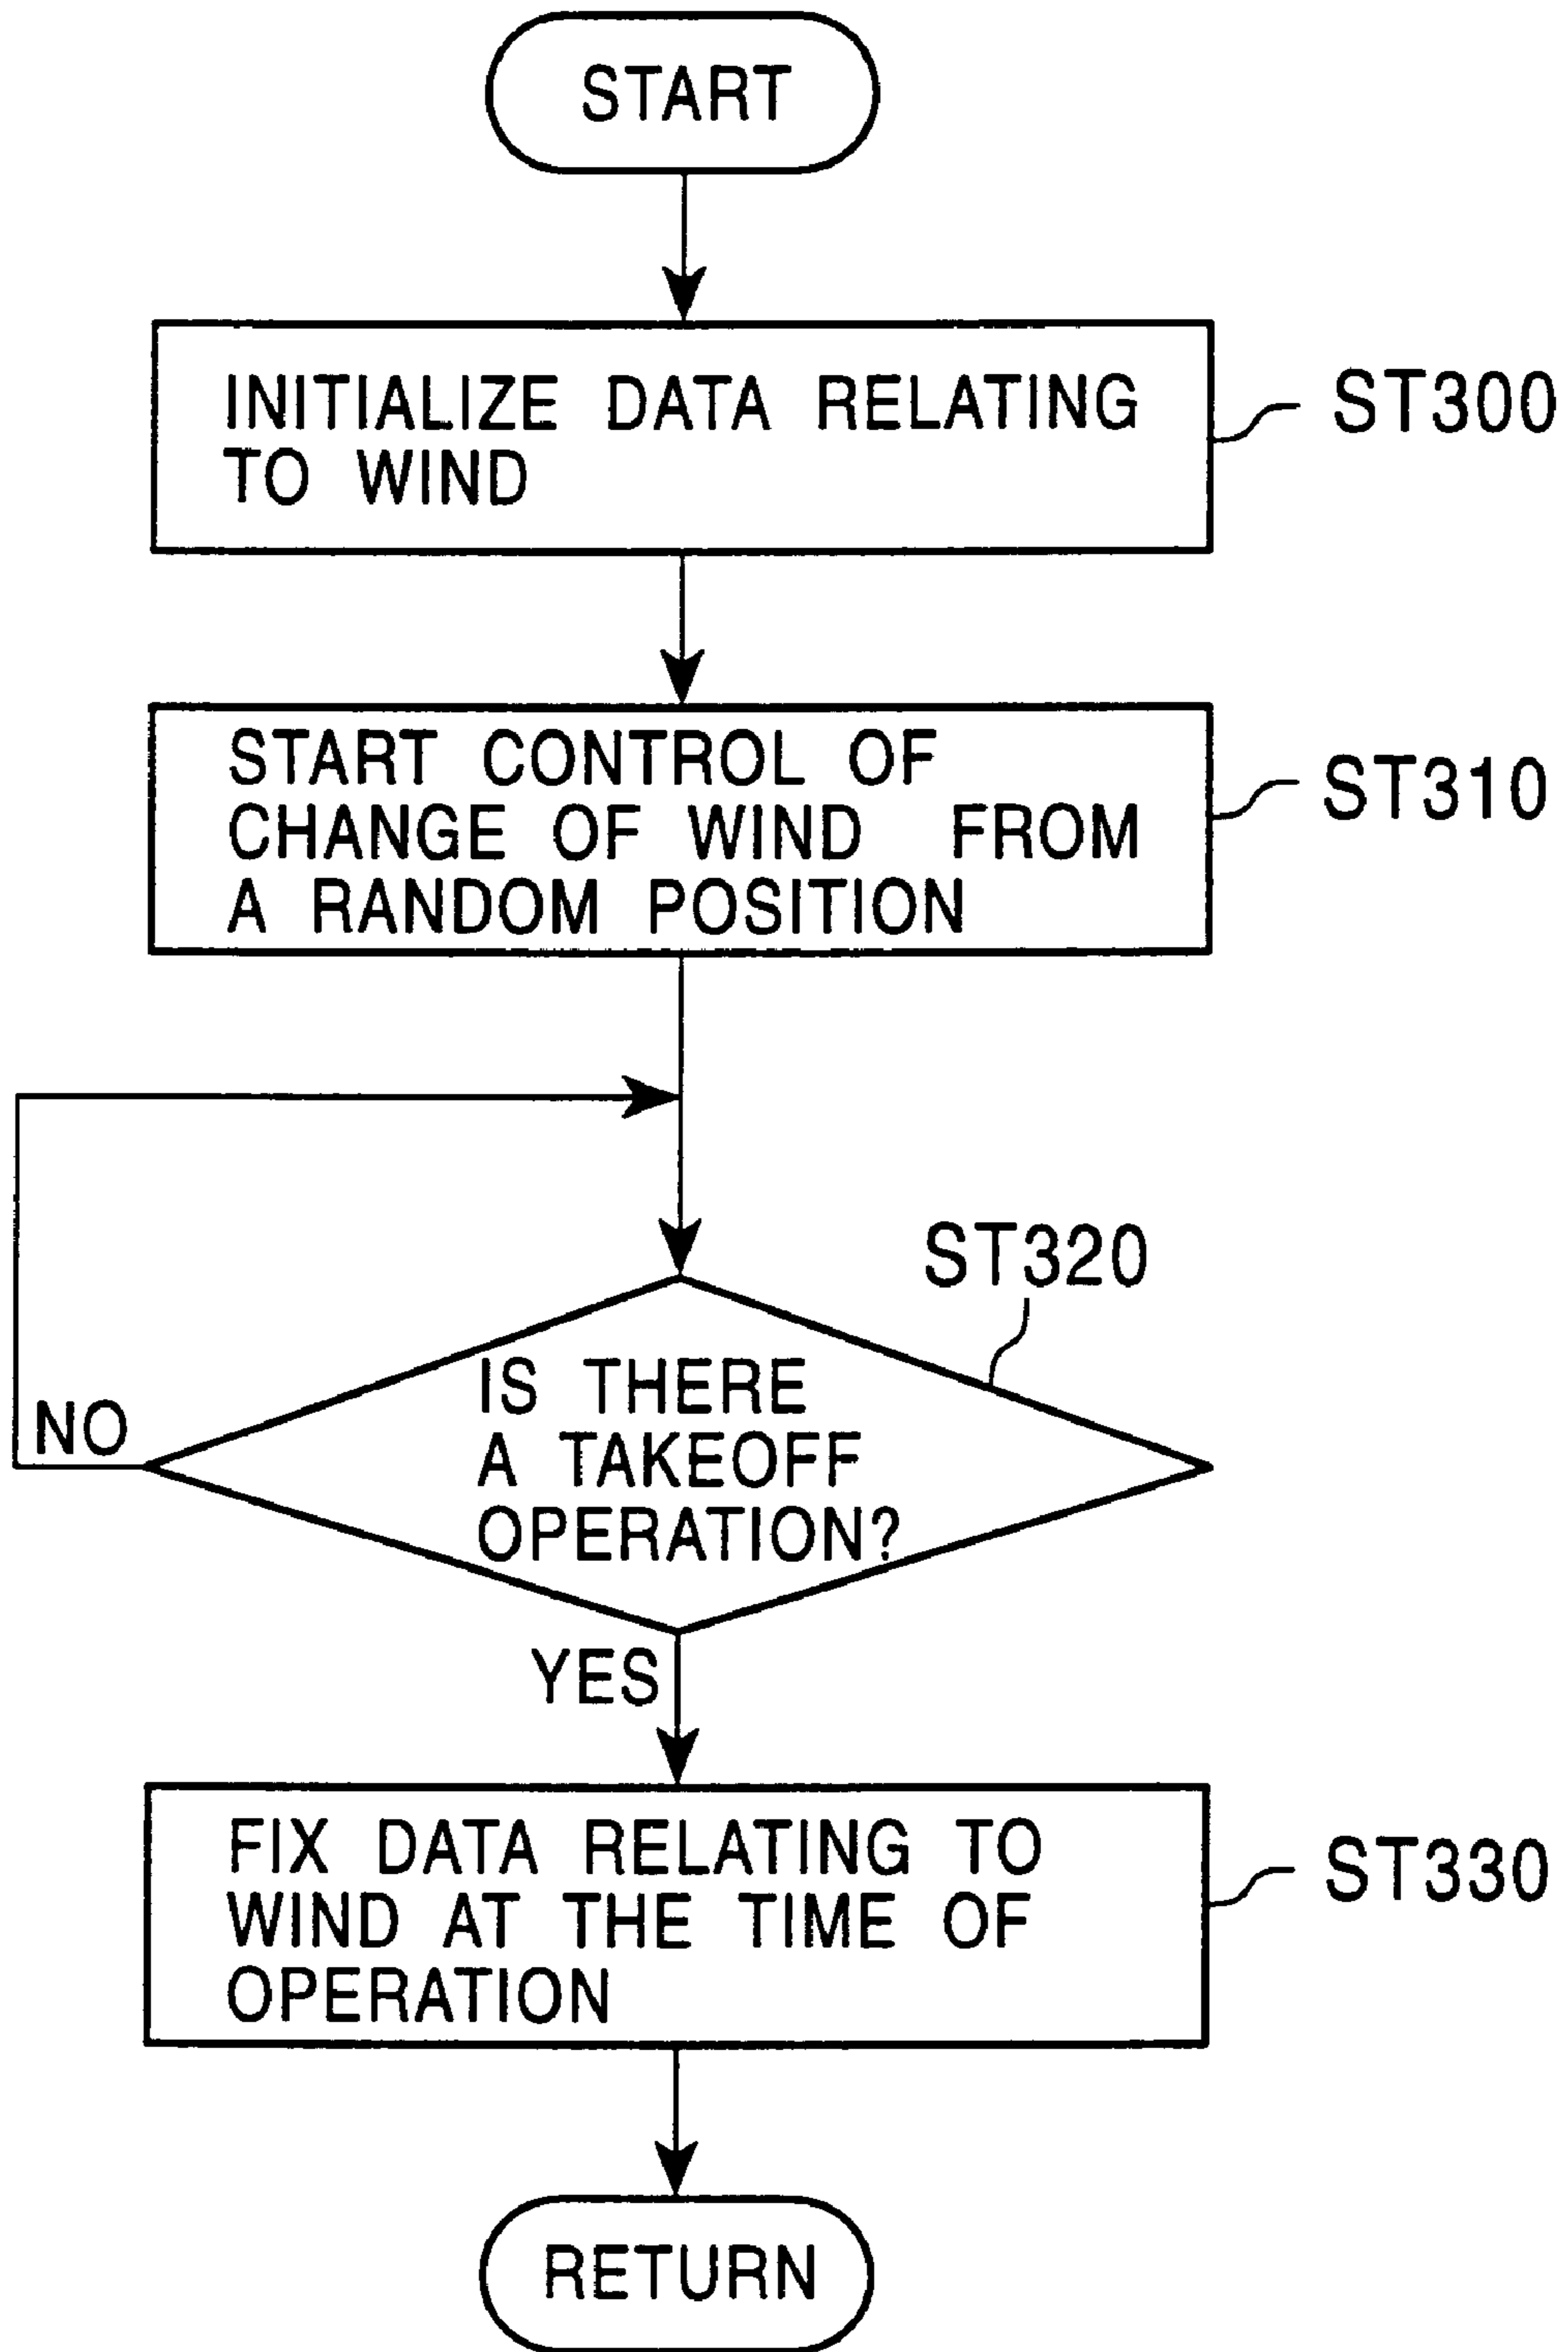 START
INITIALIZE DATA RELATING
TO WIND
ST300
START CONTROL OF
CHANGE OF WIND FROM
A RANDOM POSITION
ST310
ST320
IS THERE
A TAKEOFF
OPERATION?
NO
YES
FIX DATA RELATING TO
WIND AT THE TIME OF
OPERATION
ST330
RETURN